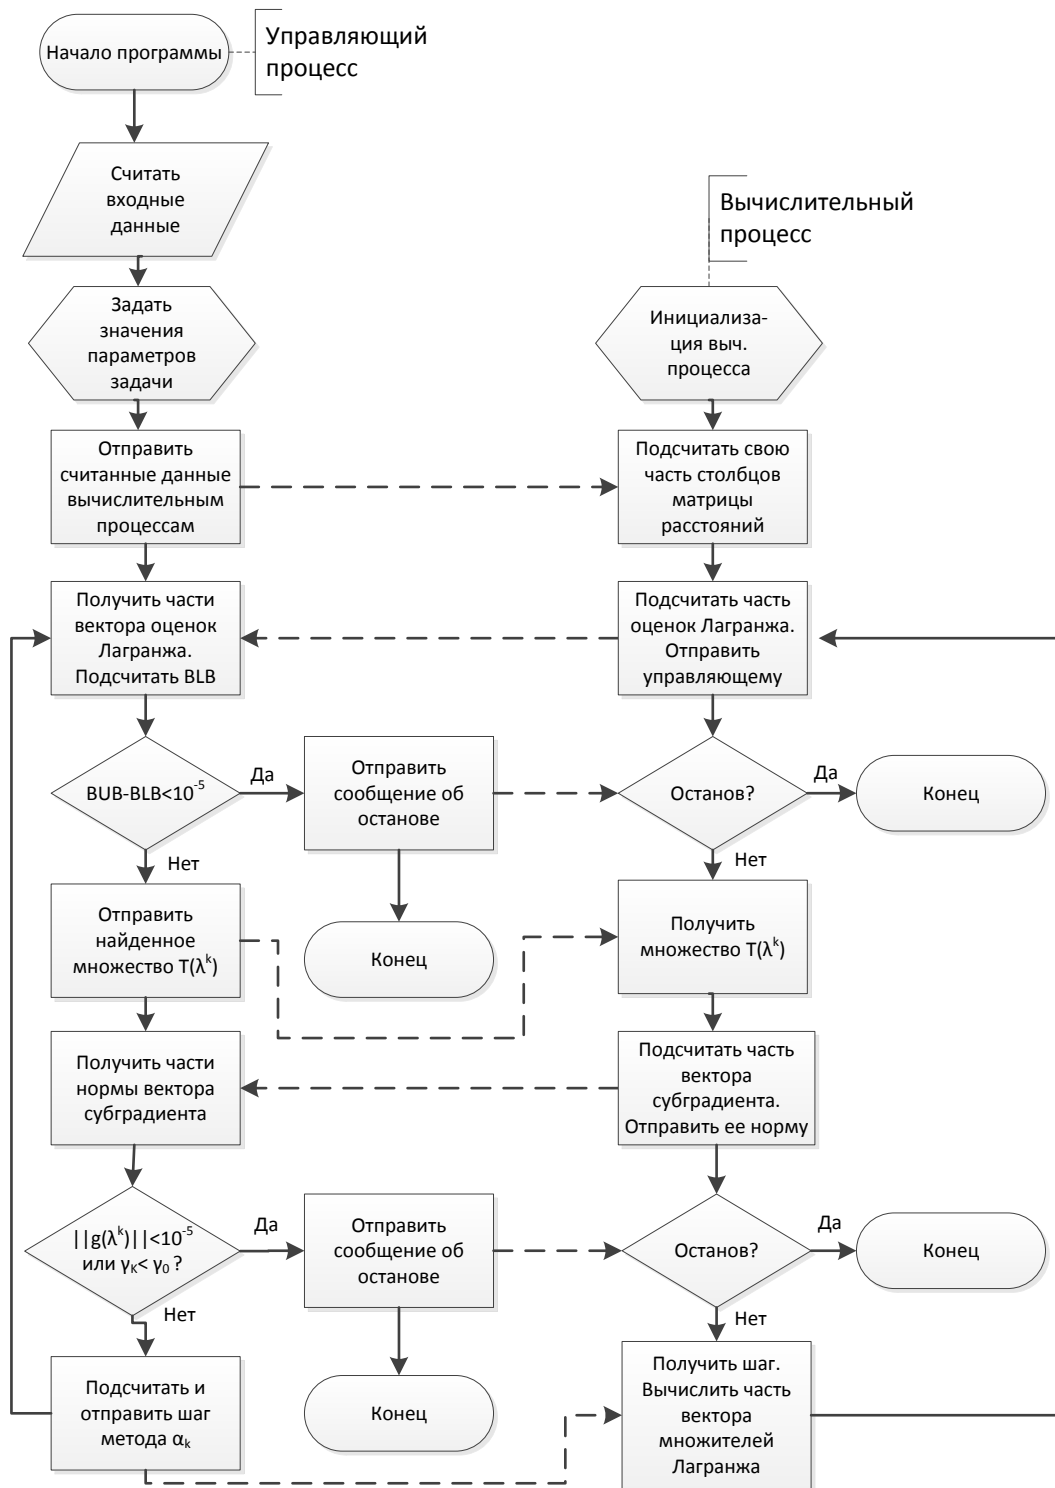 Начало программы
Управляющий
процесс
Считать
входные
данные
Вычислительный
процесс
Задать
значения
параметров
задачи
Инициализа-
ция выч.
процесса
Отправить
считанные данные
вычислительным
процессам
Подсчитать свою
часть столбцов
матрицы
расстояний
Получить части
вектора оценок
Лагранжа.
Подсчитать BLB
Подсчитать часть
оценок Лагранжа.
Отправить
управляющему
BUB-BLB<10⁻⁵
Да
Нет
Отправить
сообщение об
останове
Останов?
Да
Нет
Конец
Отправить
найденное
множество T(λᵏ)
Конец
Получить
множество T(λᵏ)
Получить части
нормы вектора
субградиента
Подсчитать часть
вектора
субградиента.
Отправить ее норму
||g(λᵏ)||<10⁻⁵
или γₖ< γ₀ ?
Да
Нет
Отправить
сообщение об
останове
Останов?
Да
Нет
Конец
Подсчитать и
отправить шаг
метода αₖ
Конец
Получить шаг.
Вычислить часть
вектора
множителей
Лагранжа